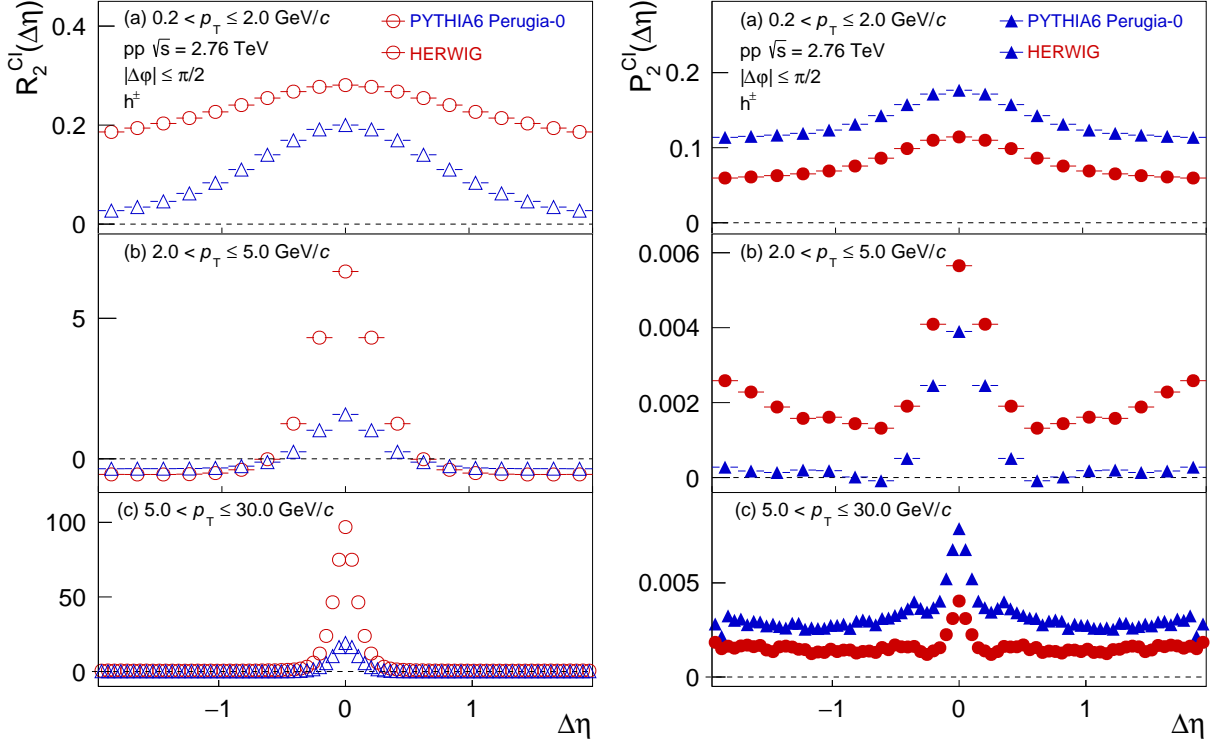 R₂^CI(Δη)
(a) 0.2 < p_T ≤ 2.0 GeV/c
pp √s = 2.76 TeV
|Δφ| ≤ π/2
h±
PYTHIA6 Perugia-0
HERWIG
0.4
0.2
0
(b) 2.0 < p_T ≤ 5.0 GeV/c
5
0
(c) 5.0 < p_T ≤ 30.0 GeV/c
100
50
0
−1 0 1
Δη
P₂^CI(Δη)
(a) 0.2 < p_T ≤ 2.0 GeV/c
pp √s = 2.76 TeV
|Δφ| ≤ π/2
h±
PYTHIA6 Perugia-0
HERWIG
0.2
0.1
0
(b) 2.0 < p_T ≤ 5.0 GeV/c
0.006
0.004
0.002
0
(c) 5.0 < p_T ≤ 30.0 GeV/c
0.005
0
−1 0 1
Δη